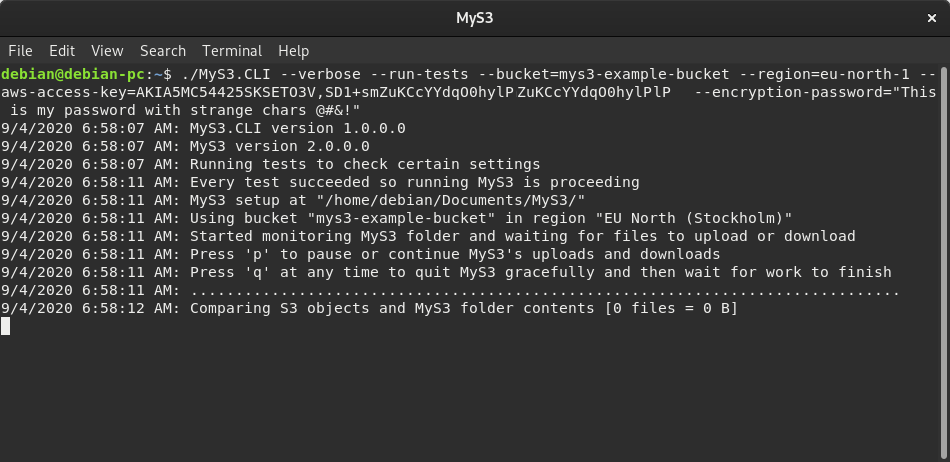 MyS3
File Edit View Search Terminal Help
debian@debian-pc:~$ ./MyS3.CLI --verbose --run-tests --bucket=mys3-example-bucket --region=eu-north-1 --
aws-access-key=AKIA5MC54425SKSETO3V,SD1+smZuKCcYYdqO0hylP ZuKCcYYdqO0hylPlP --encryption-password="This
is my password with strange chars @#&!"
9/4/2020 6:58:07 AM: MyS3.CLI version 1.0.0.0
9/4/2020 6:58:07 AM: MyS3 version 2.0.0.0
9/4/2020 6:58:07 AM: Running tests to check certain settings
9/4/2020 6:58:11 AM: Every test succeeded so running MyS3 is proceeding
9/4/2020 6:58:11 AM: MyS3 setup at "/home/debian/Documents/MyS3/"
9/4/2020 6:58:11 AM: Using bucket "mys3-example-bucket" in region "EU North (Stockholm)"
9/4/2020 6:58:11 AM: Started monitoring MyS3 folder and waiting for files to upload or download
9/4/2020 6:58:11 AM: Press 'p' to pause or continue MyS3's uploads and downloads
9/4/2020 6:58:11 AM: Press 'q' at any time to quit MyS3 gracefully and then wait for work to finish
9/4/2020 6:58:11 AM: ...............................................................................
9/4/2020 6:58:12 AM: Comparing S3 objects and MyS3 folder contents [0 files = 0 B]